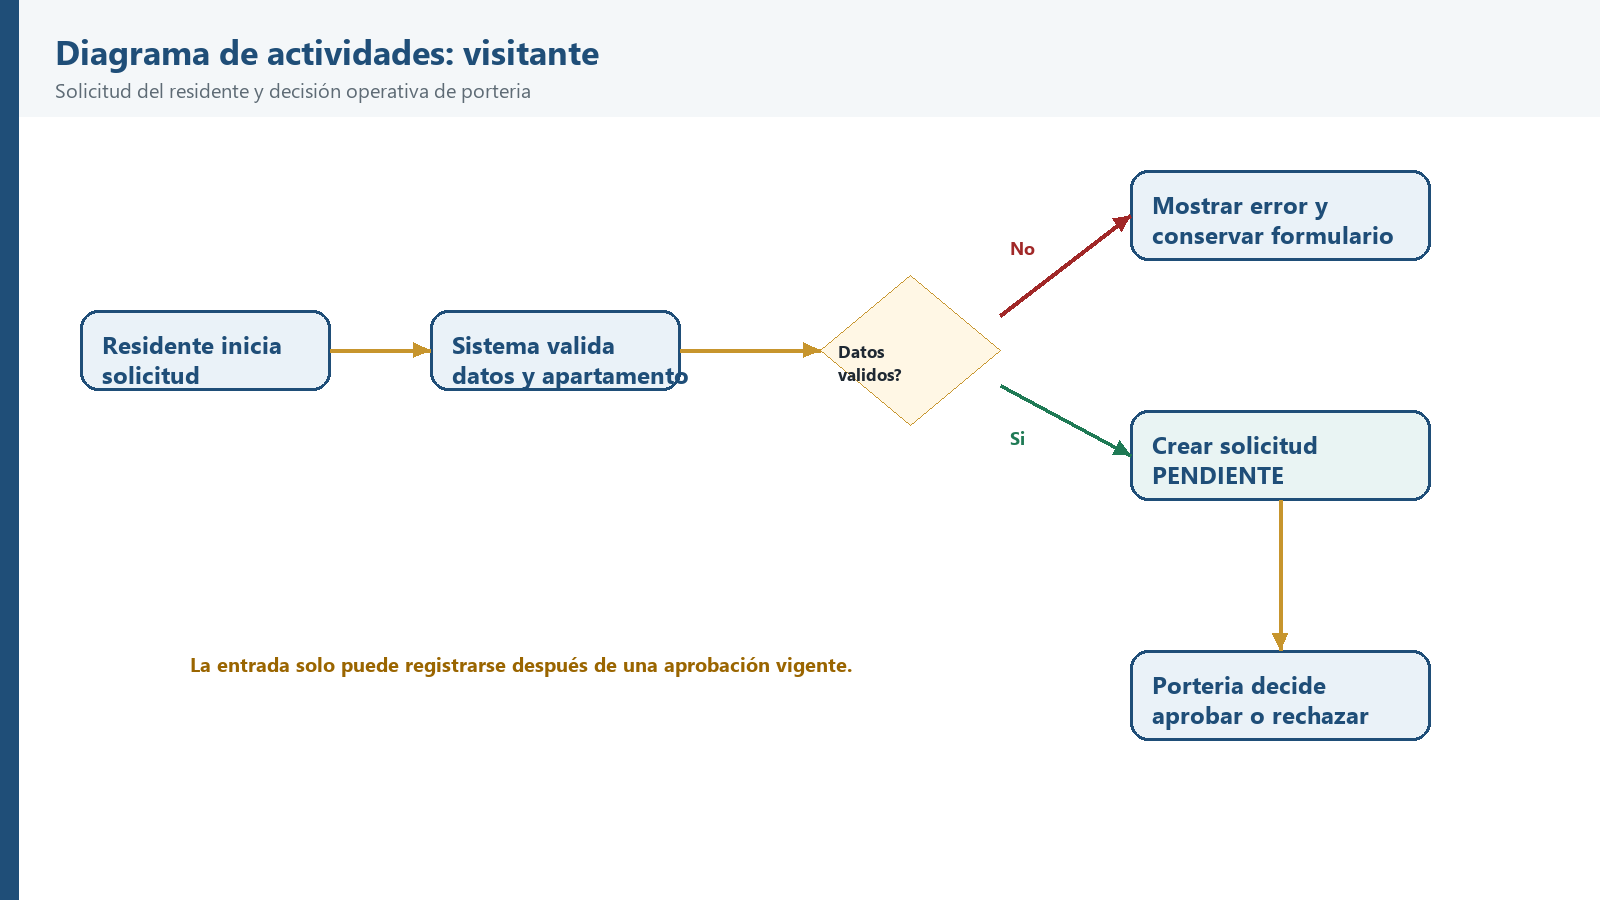 Diagrama de actividades: visitante
Solicitud del residente y decisión operativa de porteria
Residente inicia
solicitud
Sistema valida
datos y apartamento
Datos
validos?
No
Mostrar error y
conservar formulario
Si
Crear solicitud
PENDIENTE
Porteria decide
aprobar o rechazar
La entrada solo puede registrarse después de una aprobación vigente.